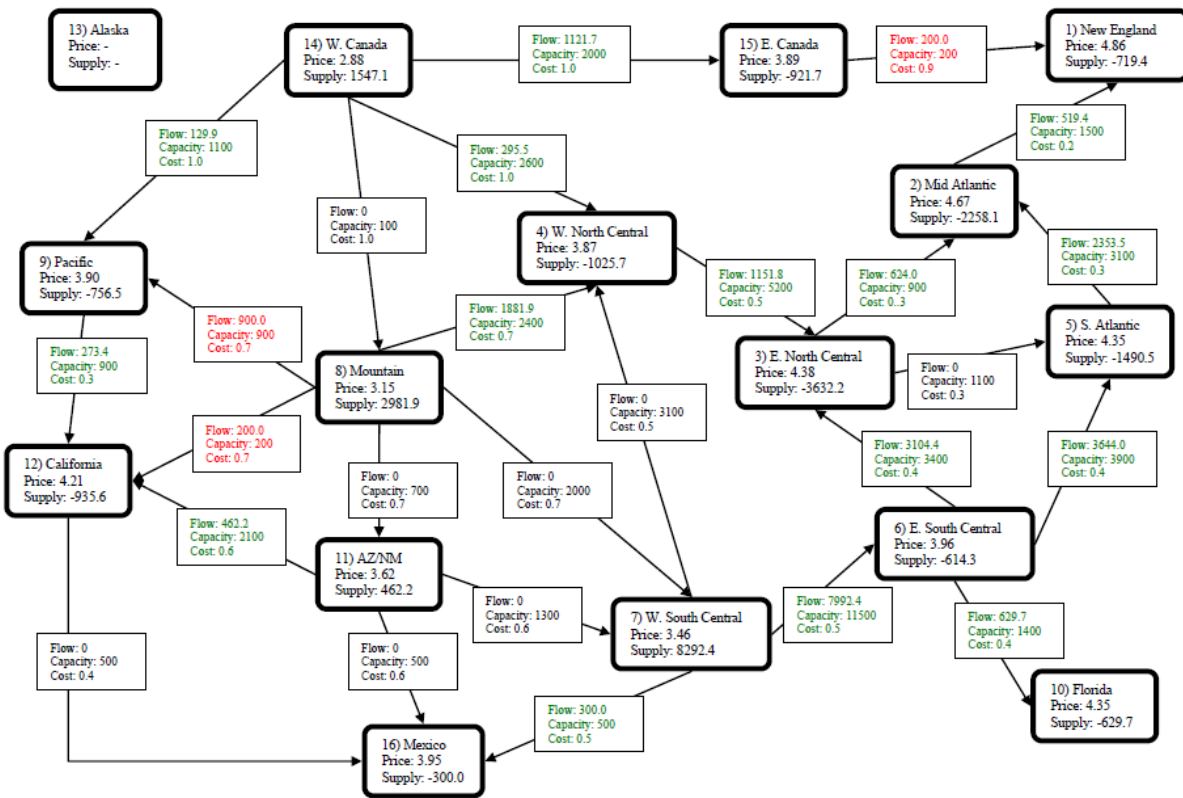 13) Alaska
Price: -
Supply: -
14) W. Canada
Price: 2.88
Supply: 1547.1
Flow: 1121.7
Capacity: 2000
Cost: 1.0
15) E. Canada
Price: 3.89
Supply: -921.7
Flow: 200.0
Capacity: 200
Cost: 0.9
1) New England
Price: 4.86
Supply: -719.4
Flow: 129.9
Capacity: 1100
Cost: 1.0
Flow: 295.5
Capacity: 2600
Cost: 1.0
Flow: 519.4
Capacity: 1500
Cost: 0.2
Flow: 0
Capacity: 100
Cost: 1.0
4) W. North Central
Price: 3.87
Supply: -1025.7
2) Mid Atlantic
Price: 4.67
Supply: -2258.1
9) Pacific
Price: 3.90
Supply: -756.5
Flow: 1151.8
Capacity: 5200
Cost: 0.5
Flow: 624.0
Capacity: 900
Cost: 0..3
Flow: 2353.5
Capacity: 3100
Cost: 0.3
Flow: 900.0
Capacity: 900
Cost: 0.7
Flow: 1881.9
Capacity: 2400
Cost: 0.7
Flow: 273.4
Capacity: 900
Cost: 0.3
8) Mountain
Price: 3.15
Supply: 2981.9
3) E. North Central
Price: 4.38
Supply: -3632.2
Flow: 0
Capacity: 1100
Cost: 0.3
5) S. Atlantic
Price: 4.35
Supply: -1490.5
Flow: 200.0
Capacity: 200
Cost: 0.7
Flow: 0
Capacity: 3100
Cost: 0.5
12) California
Price: 4.21
Supply: -935.6
Flow: 0
Capacity: 700
Cost: 0.7
Flow: 0
Capacity: 2000
Cost: 0.7
Flow: 3104.4
Capacity: 3400
Cost: 0.4
Flow: 3644.0
Capacity: 3900
Cost: 0.4
Flow: 462.2
Capacity: 2100
Cost: 0.6
11) AZ/NM
Price: 3.62
Supply: 462.2
6) E. South Central
Price: 3.96
Supply: -614.3
Flow: 0
Capacity: 1300
Cost: 0.6
7) W. South Central
Price: 3.46
Supply: 8292.4
Flow: 7992.4
Capacity: 11500
Cost: 0.5
Flow: 629.7
Capacity: 1400
Cost: 0.4
Flow: 0
Capacity: 500
Cost: 0.4
Flow: 0
Capacity: 500
Cost: 0.6
Flow: 300.0
Capacity: 500
Cost: 0.5
10) Florida
Price: 4.35
Supply: -629.7
16) Mexico
Price: 3.95
Supply: -300.0